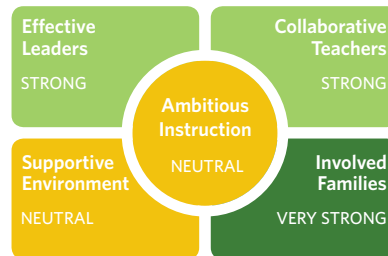 Effective
Leaders
STRONG
Collaborative
Teachers
STRONG
Ambitious
Instruction
NEUTRAL
Supportive
Environment
NEUTRAL
Involved
Families
VERY STRONG